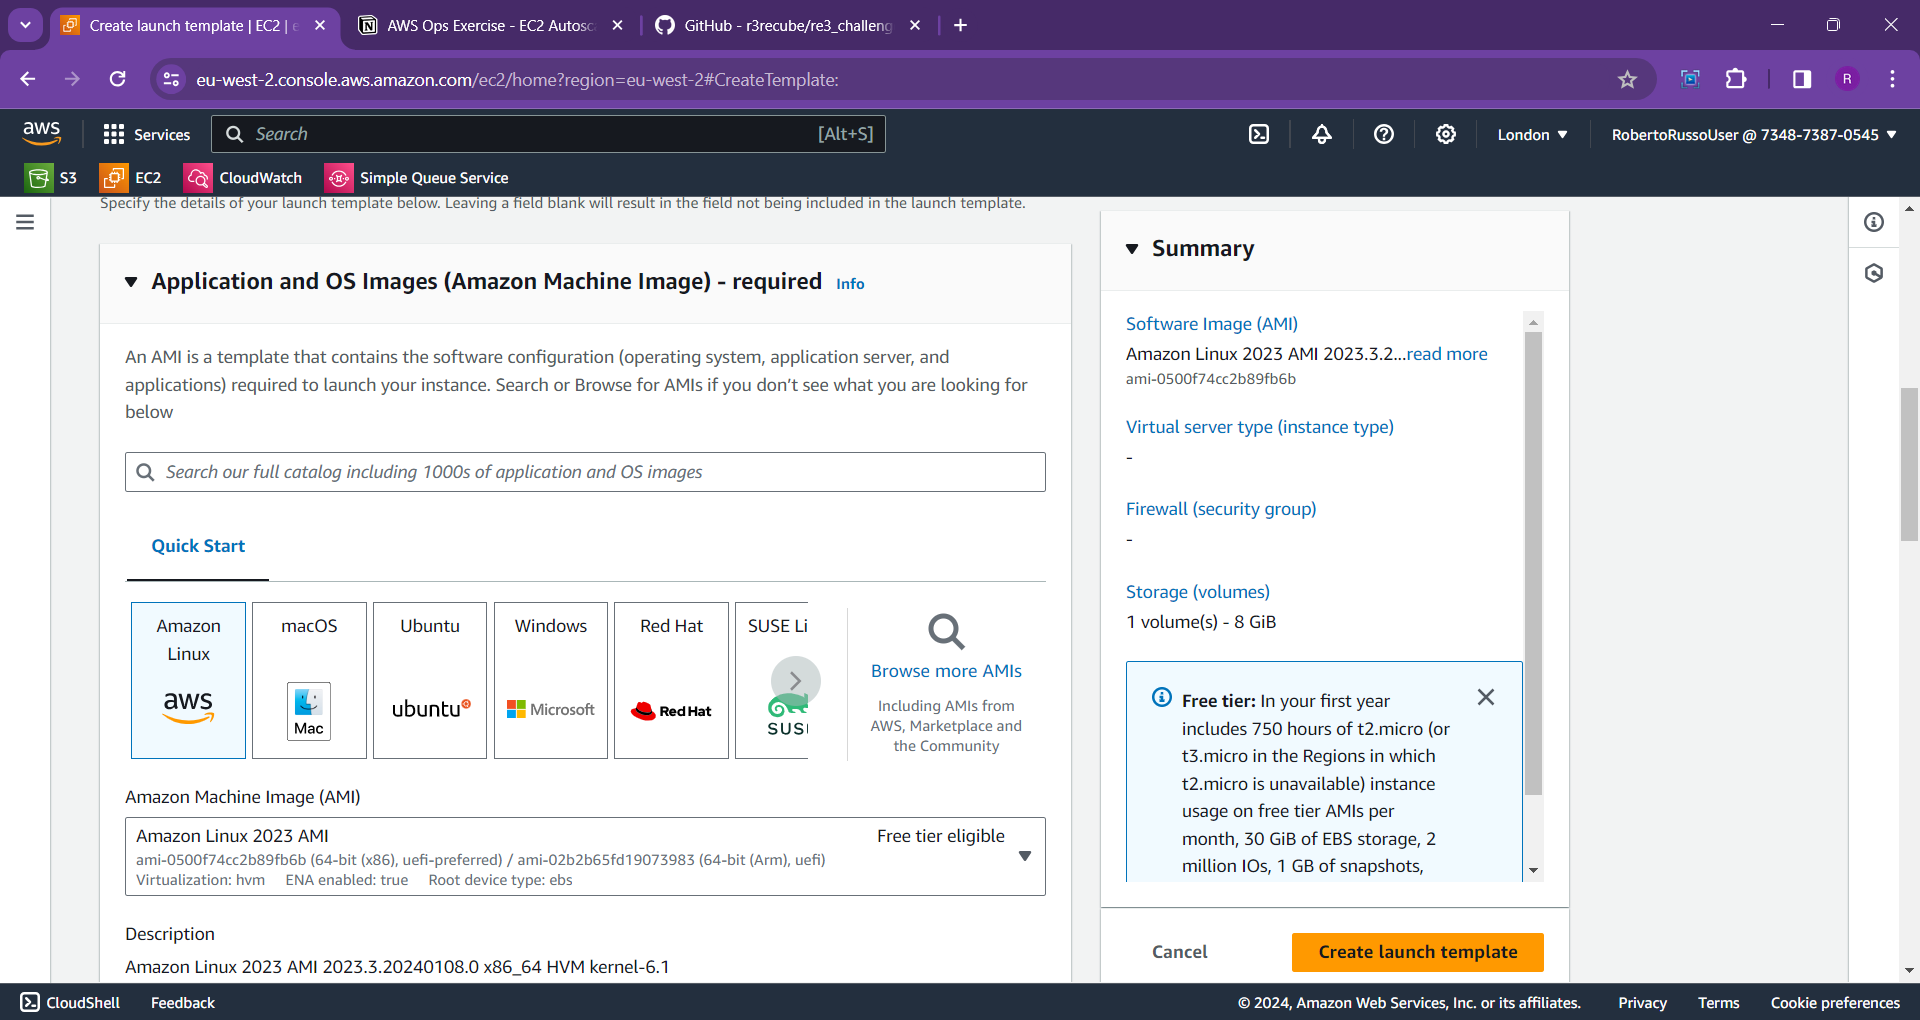 Create launch template | EC2 | e
AWS Ops Exercise - EC2 Autosca
GitHub - r3recube/re3_challeng
eu-west-2.console.aws.amazon.com/ec2/home?region=eu-west-2#CreateTemplate:
R
aws
Services
Search
[Alt+S]
London
RobertoRussoUser @ 7348-7387-0545
S3
EC2
CloudWatch
Simple Queue Service
Specify the details of your launch template below. Leaving a field blank will result in the field not being included in the launch template.
Application and OS Images (Amazon Machine Image) - required Info
An AMI is a template that contains the software configuration (operating system, application server, and
applications) required to launch your instance. Search or Browse for AMIs if you don’t see what you are looking for
below
Search our full catalog including 1000s of application and OS images
Quick Start
Amazon
Linux
aws
macOS
Mac
Ubuntu
ubuntu
Windows
Microsoft
Red Hat
Red Hat
SUSE Li
SUS
Browse more AMIs
Including AMIs from
AWS, Marketplace and
the Community
Amazon Machine Image (AMI)
Amazon Linux 2023 AMI
Free tier eligible
ami-0500f74cc2b89fb6b (64-bit (x86), uefi-preferred) / ami-02b2b65fd19073983 (64-bit (Arm), uefi)
Virtualization: hvm ENA enabled: true Root device type: ebs
Description
Amazon Linux 2023 AMI 2023.3.20240108.0 x86_64 HVM kernel-6.1
Summary
Software Image (AMI)
Amazon Linux 2023 AMI 2023.3.2...read more
ami-0500f74cc2b89fb6b
Virtual server type (instance type)
-
Firewall (security group)
-
Storage (volumes)
1 volume(s) - 8 GiB
Free tier: In your first year
includes 750 hours of t2.micro (or
t3.micro in the Regions in which
t2.micro is unavailable) instance
usage on free tier AMIs per
month, 30 GiB of EBS storage, 2
million IOs, 1 GB of snapshots,
Cancel
Create launch template
CloudShell
Feedback
© 2024, Amazon Web Services, Inc. or its affiliates.
Privacy
Terms
Cookie preferences